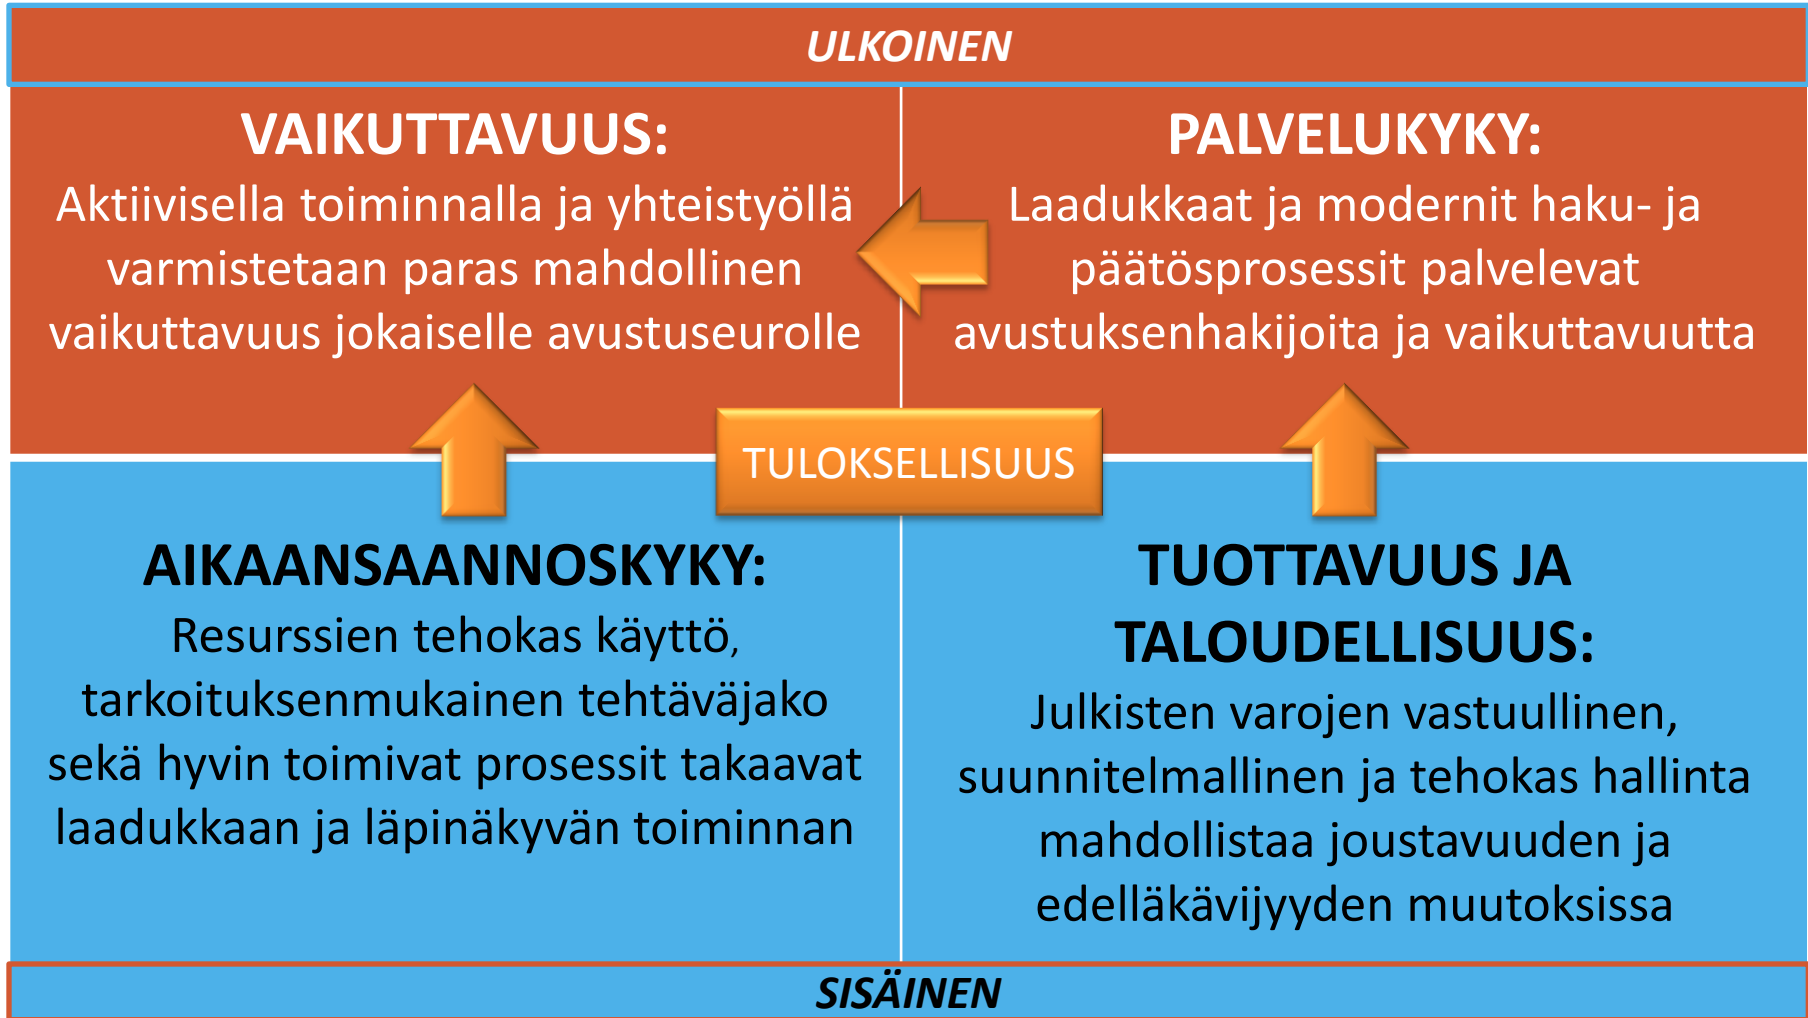 ULKOINEN
VAIKUTTAVUUS:
Aktiivisella toiminnalla ja yhteistyöllä
varmistetaan paras mahdollinen
vaikuttavuus jokaiselle avustuseurolle
PALVELUKYKY:
Laadukkaat ja modernit haku- ja
päätösprosessit palvelevat
avustuksenhakijoita ja vaikuttavuutta
TULOKSELLISUUS
AIKAANSAANNOSKYKY:
Resurssien tehokas käyttö,
tarkoituksenmukainen tehtäväjako
sekä hyvin toimivat prosessit takaavat
laadukkaan ja läpinäkyvän toiminnan
TUOTTAVUUS JA
TALOUDELLISUUS:
Julkisten varojen vastuullinen,
suunnitelmallinen ja tehokas hallinta
mahdollistaa joustavuuden ja
edelläkävijyyden muutoksissa
SISÄINEN